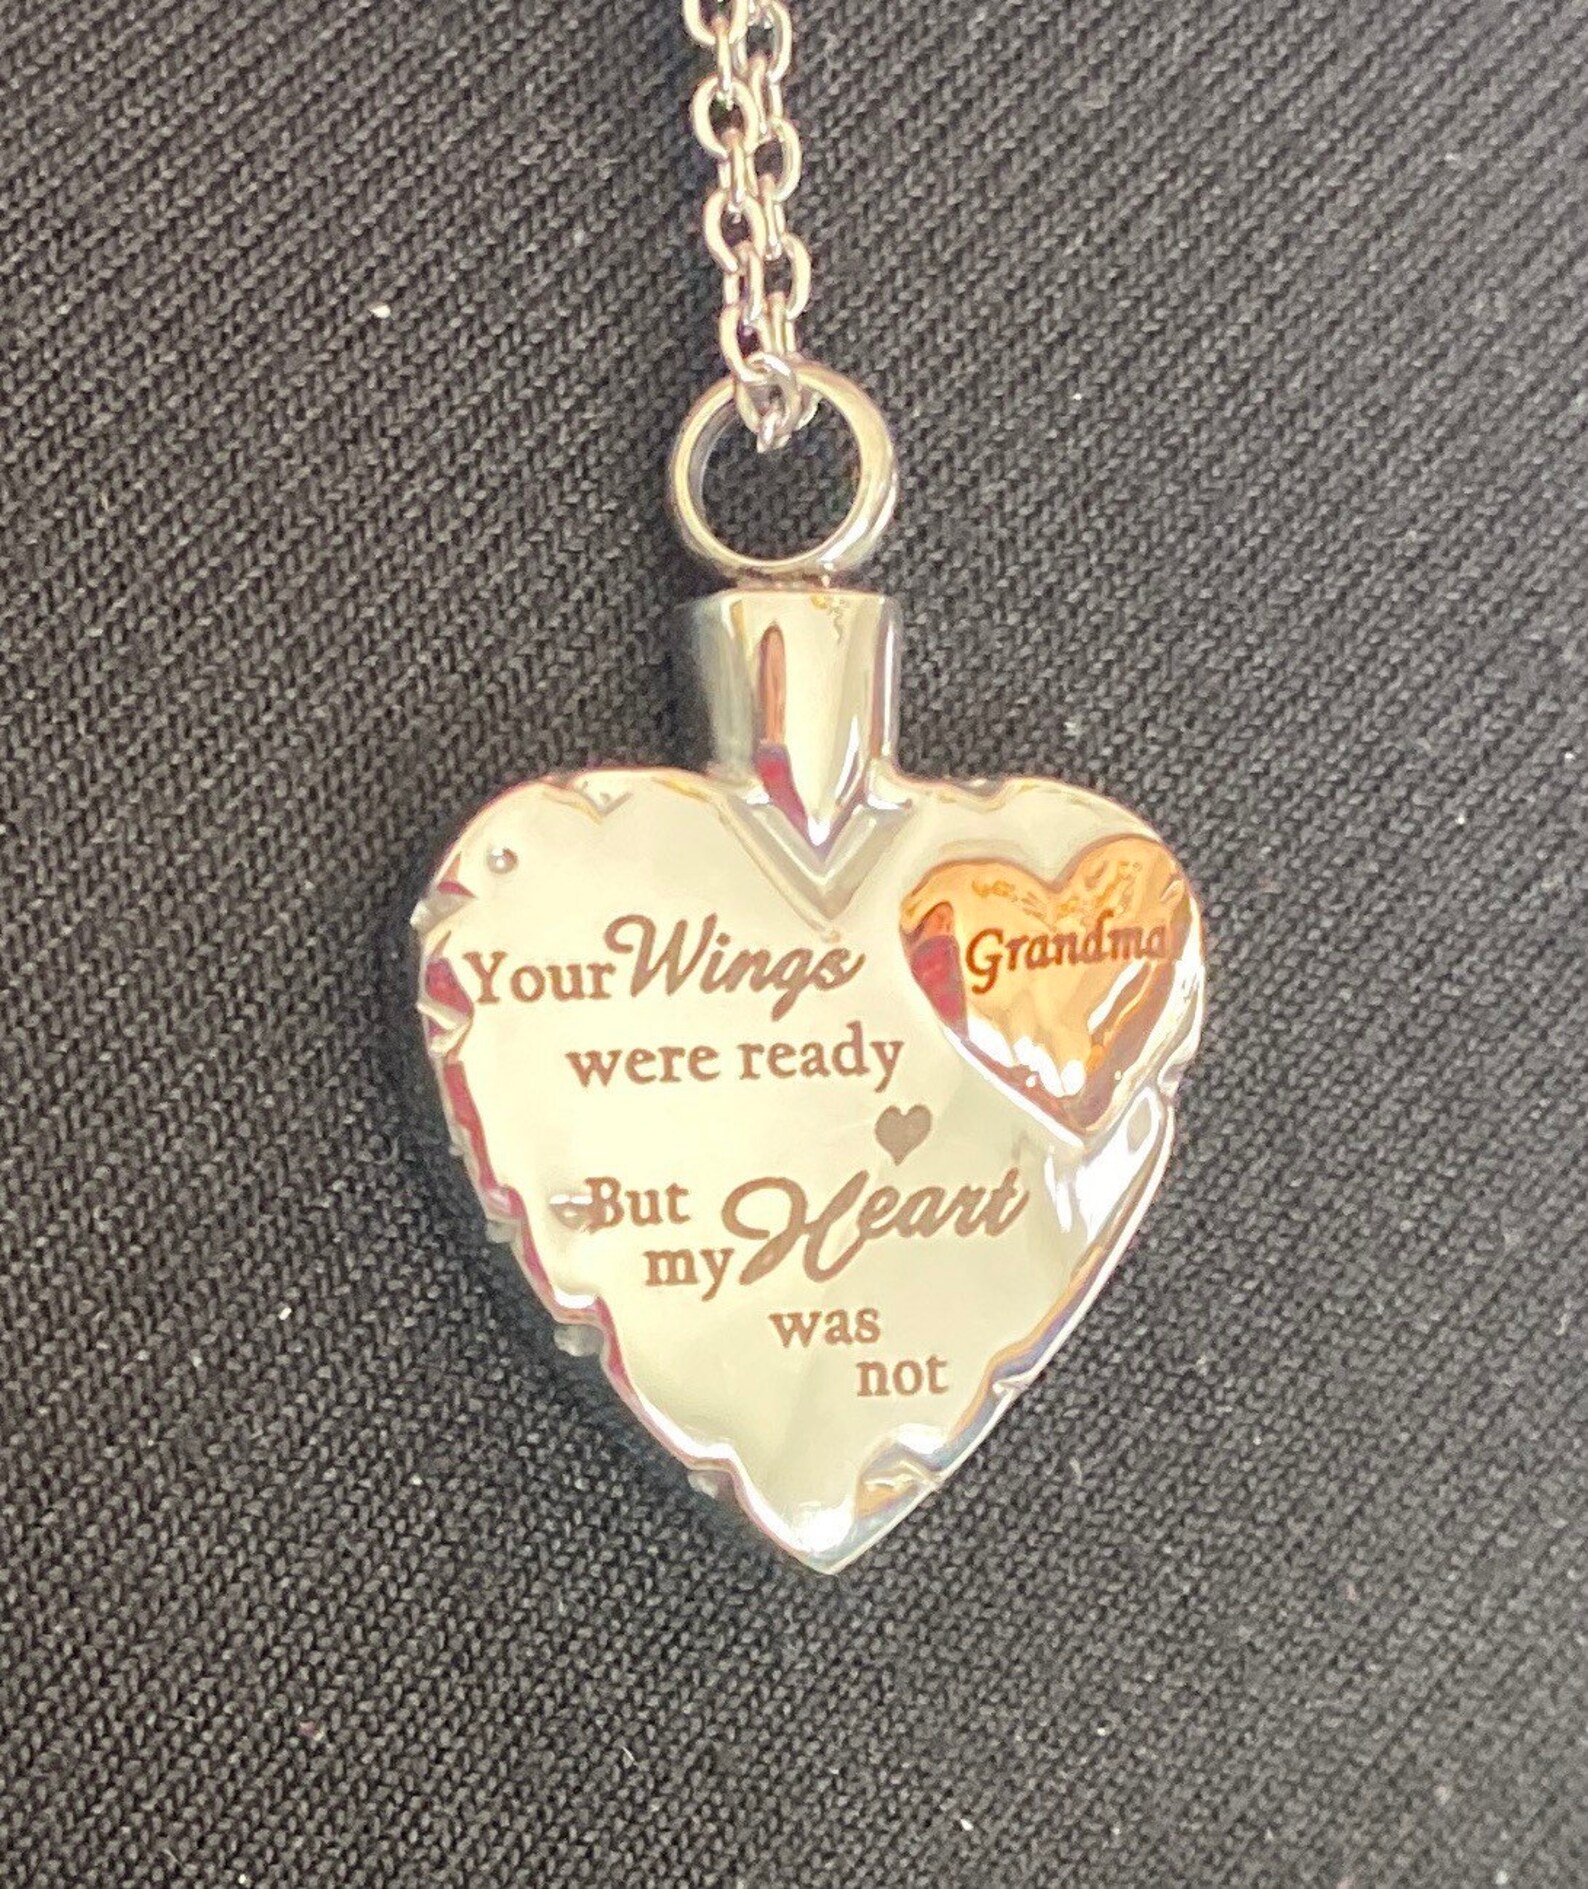 Your Wings
were ready
But
my Heart
was
not
Grandma